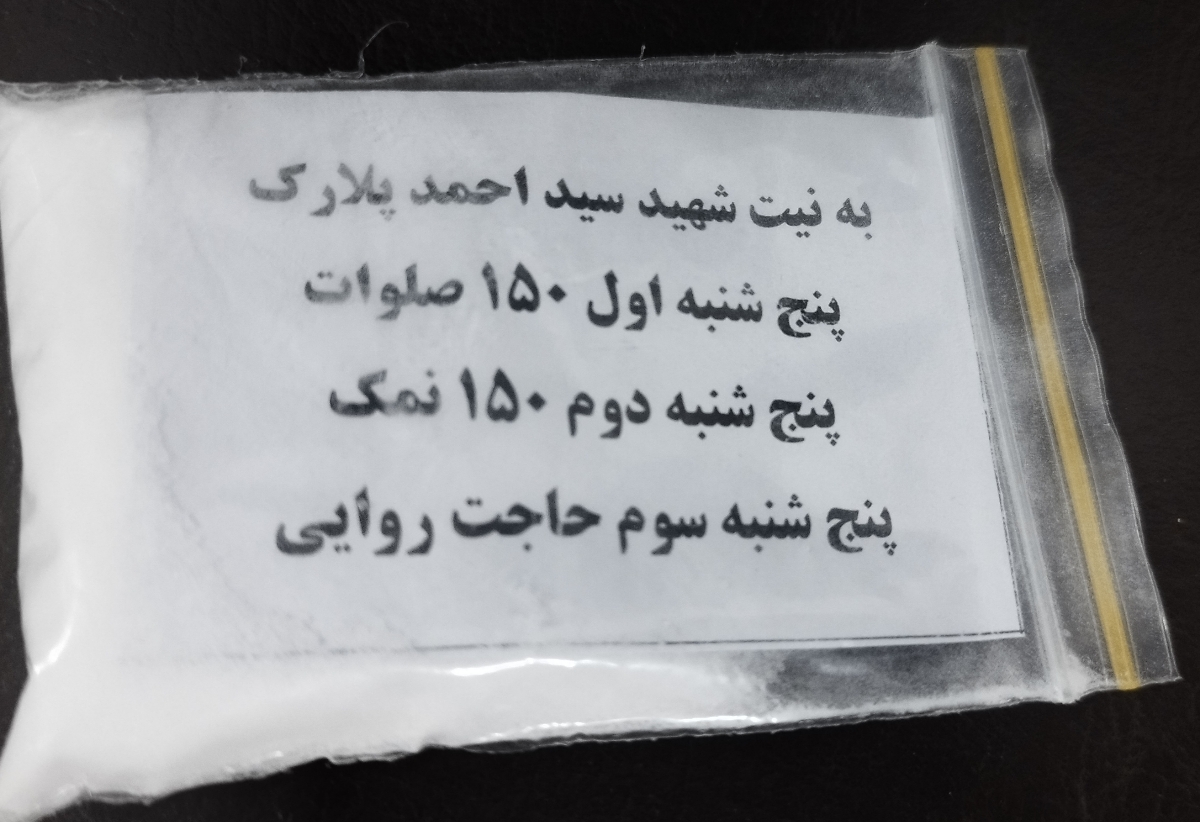 به نیت شهید سید احمد پلارک
پنج شنبه اول ۱۵۰ صلوات
پنج شنبه دوم ۱۵۰ نمک
پنج شنبه سوم حاجت روایی